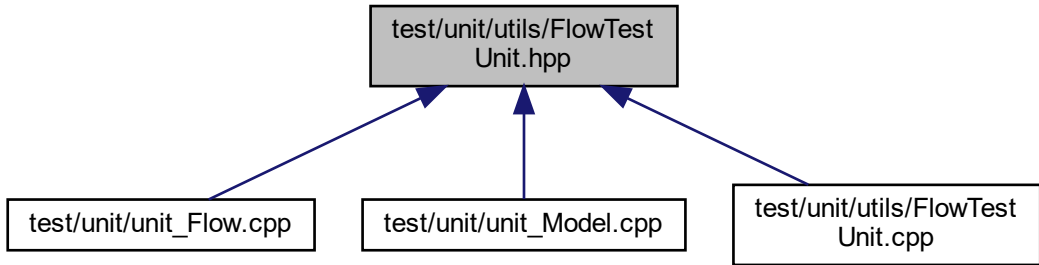 test/unit/utils/FlowTest
Unit.hpp
test/unit/unit_Flow.cpp
test/unit/unit_Model.cpp
test/unit/utils/FlowTest
Unit.cpp